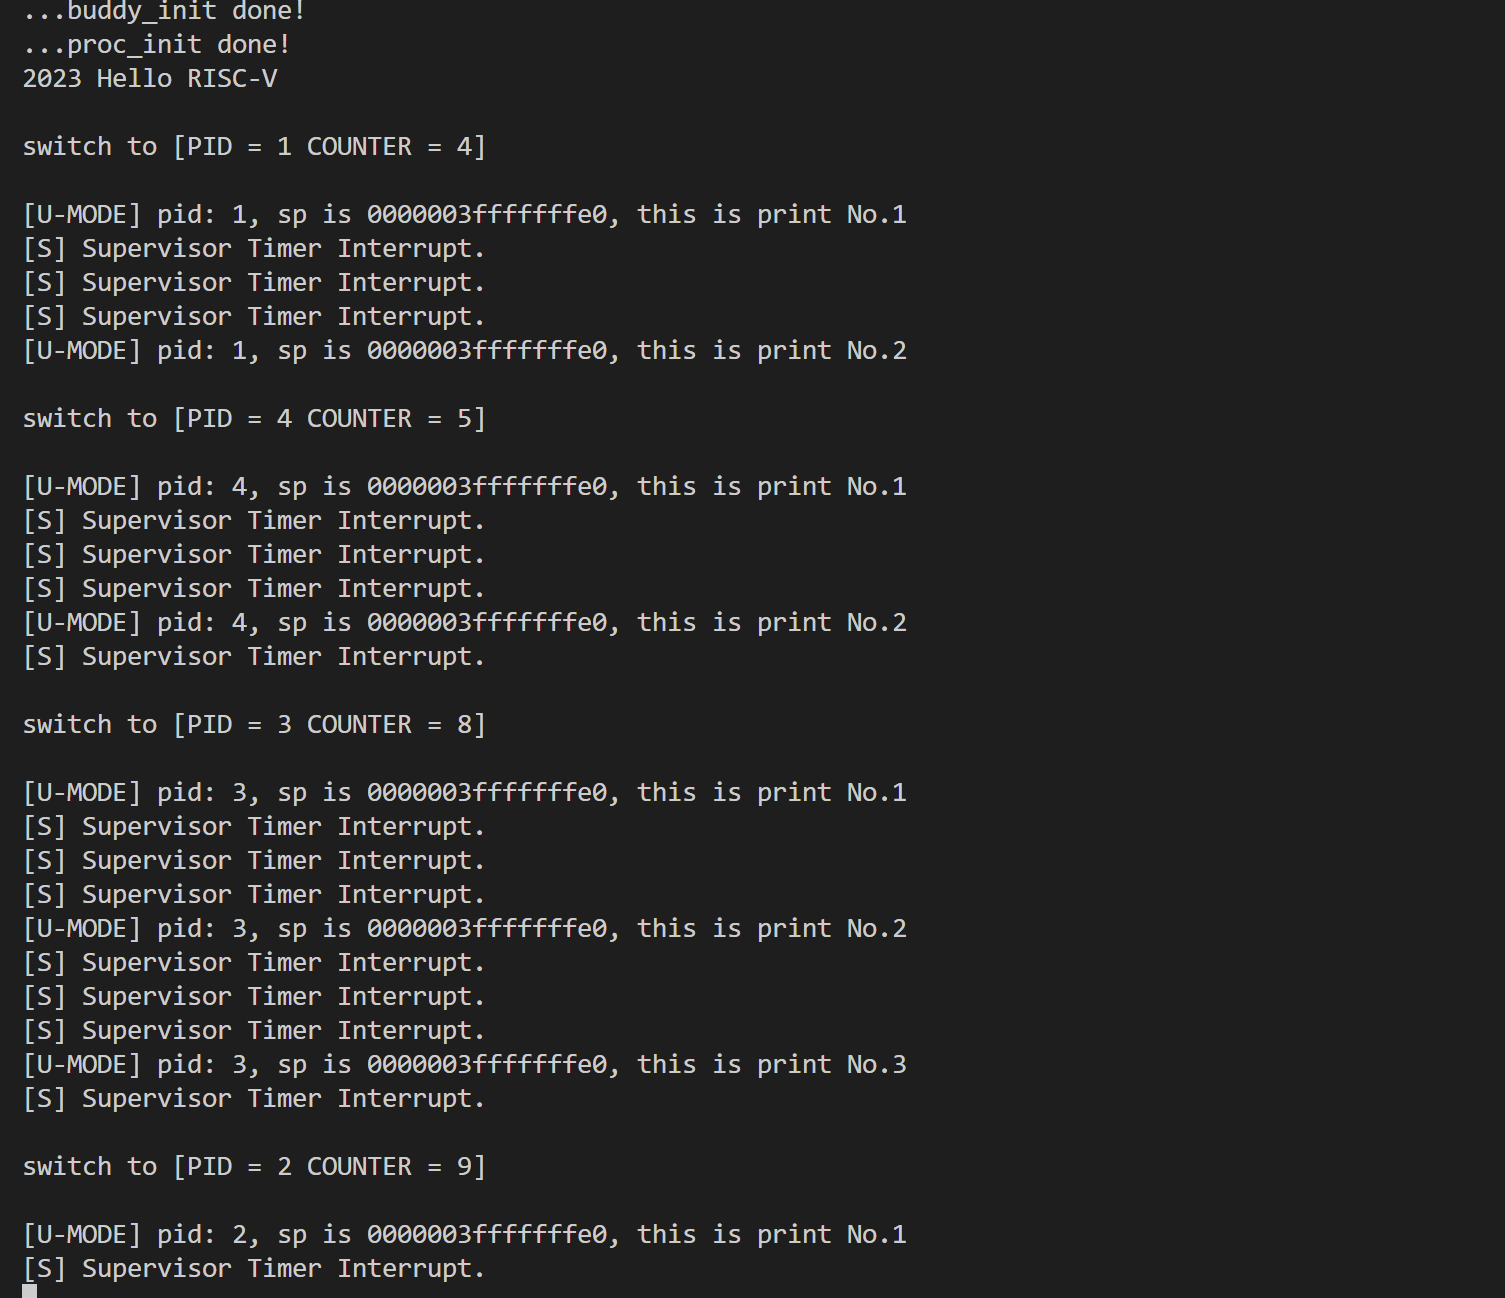 ...buddy_init done!
...proc_init done!
2023 Hello RISC-V
switch to [PID = 1 COUNTER = 4]
[U-MODE] pid: 1, sp is 0000003fffffffe0, this is print No.1
[S] Supervisor Timer Interrupt.
[S] Supervisor Timer Interrupt.
[S] Supervisor Timer Interrupt.
[U-MODE] pid: 1, sp is 0000003fffffffe0, this is print No.2
switch to [PID = 4 COUNTER = 5]
[U-MODE] pid: 4, sp is 0000003fffffffe0, this is print No.1
[S] Supervisor Timer Interrupt.
[S] Supervisor Timer Interrupt.
[S] Supervisor Timer Interrupt.
[U-MODE] pid: 4, sp is 0000003fffffffe0, this is print No.2
[S] Supervisor Timer Interrupt.
switch to [PID = 3 COUNTER = 8]
[U-MODE] pid: 3, sp is 0000003fffffffe0, this is print No.1
[S] Supervisor Timer Interrupt.
[S] Supervisor Timer Interrupt.
[S] Supervisor Timer Interrupt.
[U-MODE] pid: 3, sp is 0000003fffffffe0, this is print No.2
[S] Supervisor Timer Interrupt.
[S] Supervisor Timer Interrupt.
[S] Supervisor Timer Interrupt.
[U-MODE] pid: 3, sp is 0000003fffffffe0, this is print No.3
[S] Supervisor Timer Interrupt.
switch to [PID = 2 COUNTER = 9]
[U-MODE] pid: 2, sp is 0000003fffffffe0, this is print No.1
[S] Supervisor Timer Interrupt.